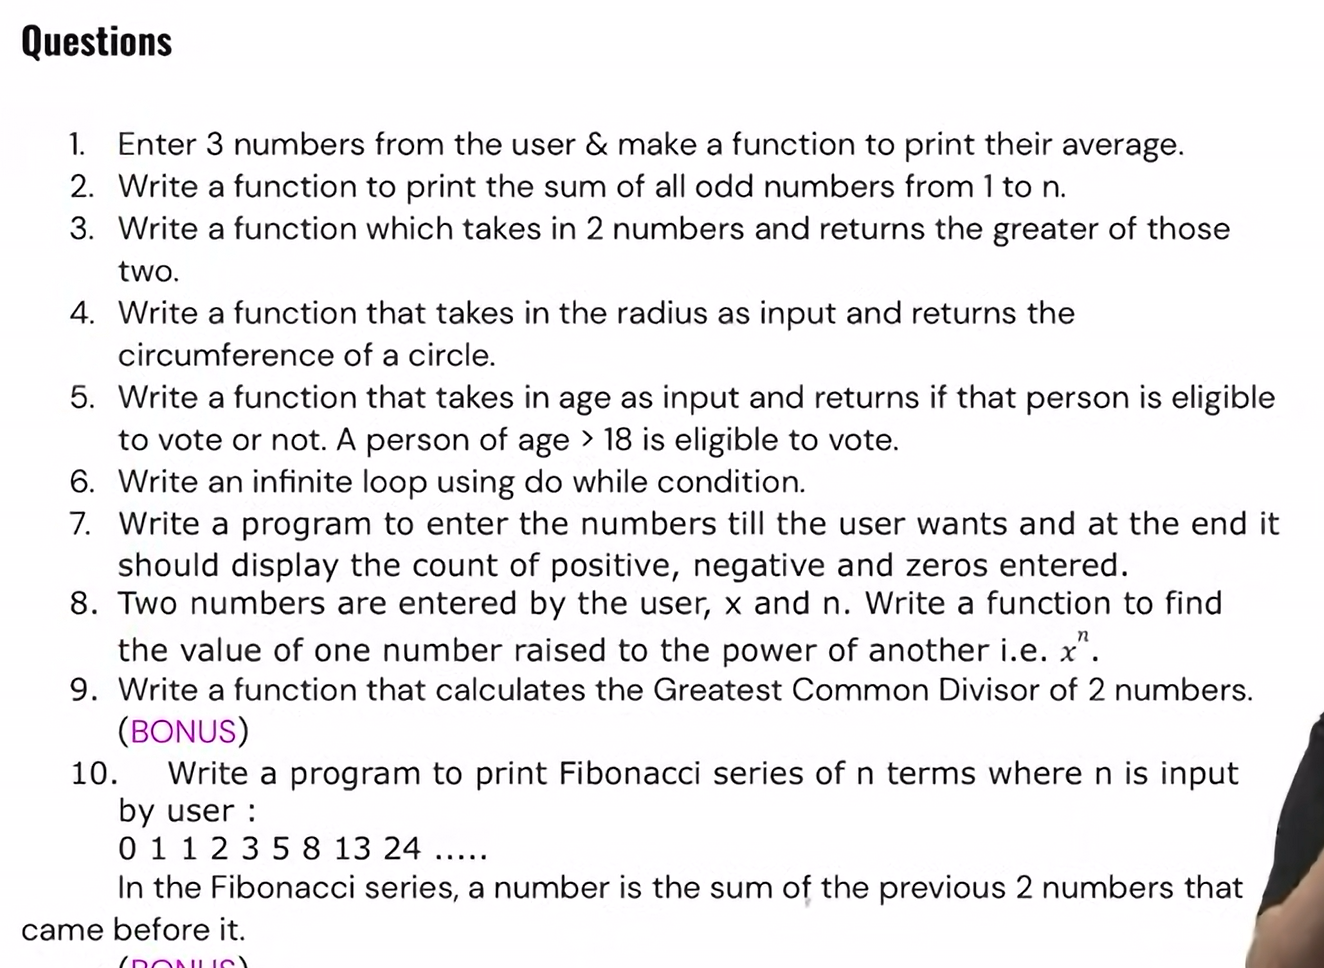 Questions
1. Enter 3 numbers from the user & make a function to print their average.
2. Write a function to print the sum of all odd numbers from 1 to n.
3. Write a function which takes in 2 numbers and returns the greater of those
two.
4. Write a function that takes in the radius as input and returns the
circumference of a circle.
5. Write a function that takes in age as input and returns if that person is eligible
to vote or not. A person of age > 18 is eligible to vote.
6. Write an infinite loop using do while condition.
7. Write a program to enter the numbers till the user wants and at the end it
should display the count of positive, negative and zeros entered.
8. Two numbers are entered by the user, x and n. Write a function to find
the value of one number raised to the power of another i.e. xⁿ.
9. Write a function that calculates the Greatest Common Divisor of 2 numbers.
(BONUS)
10. Write a program to print Fibonacci series of n terms where n is input
by user :
0 1 1 2 3 5 8 13 24 .....
In the Fibonacci series, a number is the sum of the previous 2 numbers that
came before it.
(BONUS)